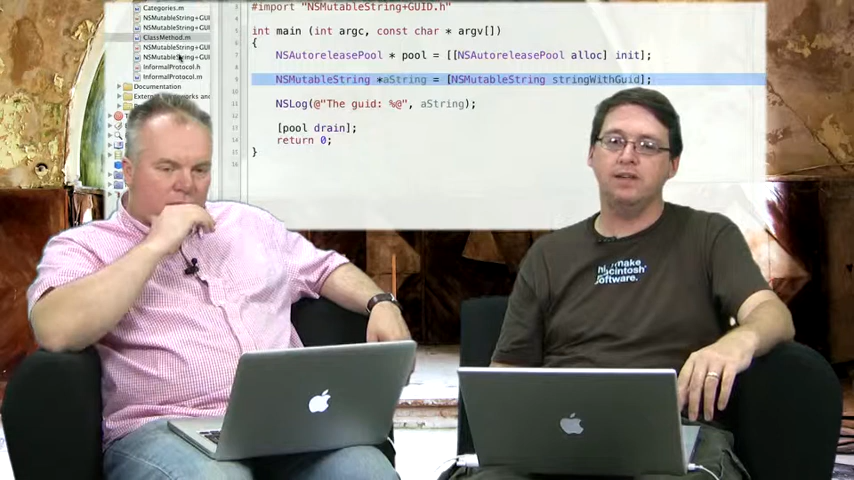 Categories.m
NSMutableString+GUI
NSMutableString+GUI
ClassMethod.m
NSMutableString+GUI
NSMutableString+GUI
InformalProtocol.h
InformalProtocol.m
Documentation
#import "NSMutableString+GUID.h"
int main (int argc, const char * argv[])
{
NSAutoreleasePool * pool = [[NSAutoreleasePool alloc] init];
NSMutableString *aString = [NSMutableString stringWithGuid];
NSLog(@"The guid: %@", aString);
[pool drain];
return 0;
}
hi, make
macintosh
software.